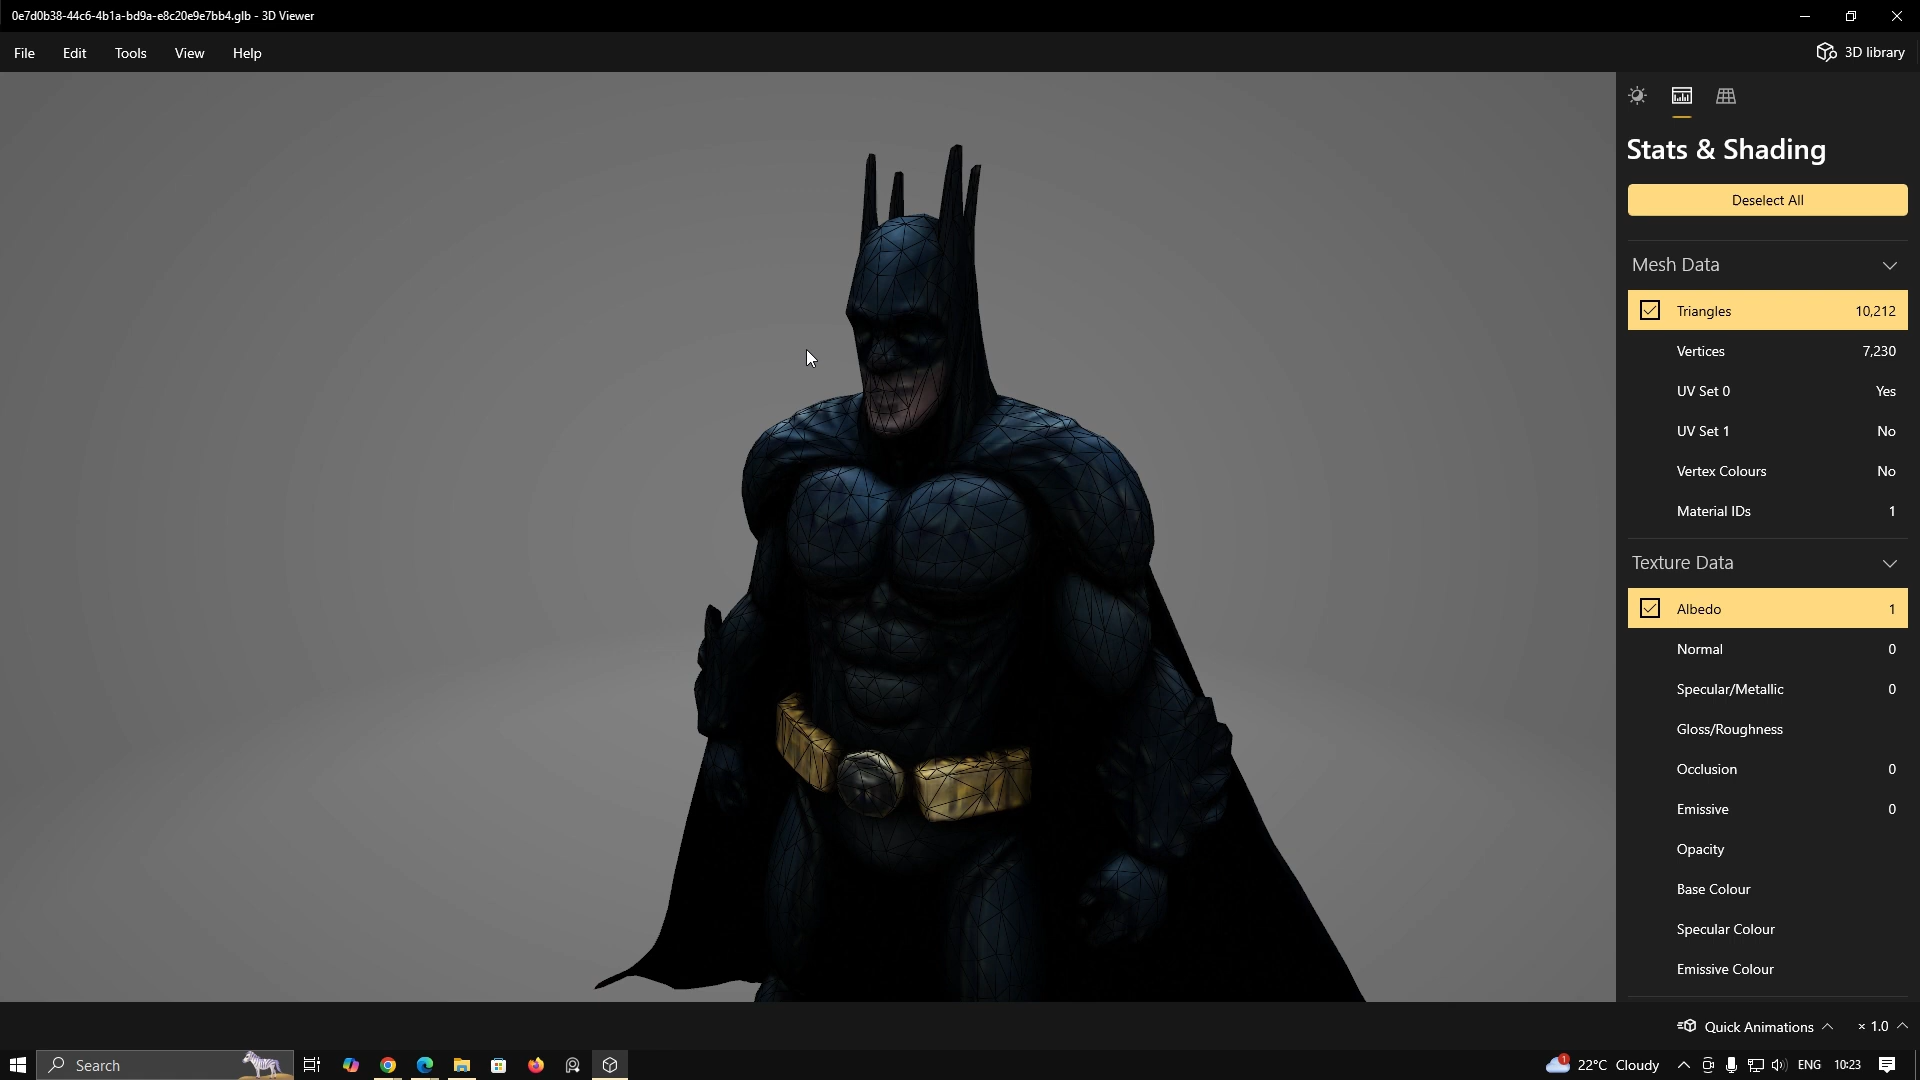 0e7d0b38-44c6-4b1a-bd9a-e8c20e9e7bb4.glb - 3D Viewer
File Edit Tools View Help
3D library
Stats & Shading
Deselect All
Mesh Data
Triangles 10,212
Vertices 7,230
UV Set 0 Yes
UV Set 1 No
Vertex Colours No
Material IDs 1
Texture Data
Albedo 1
Normal 0
Specular/Metallic 0
Gloss/Roughness
Occlusion 0
Emissive 0
Opacity
Base Colour
Specular Colour
Emissive Colour
Quick Animations × 1.0
Search
1
22°C Cloudy
ENG
10:23